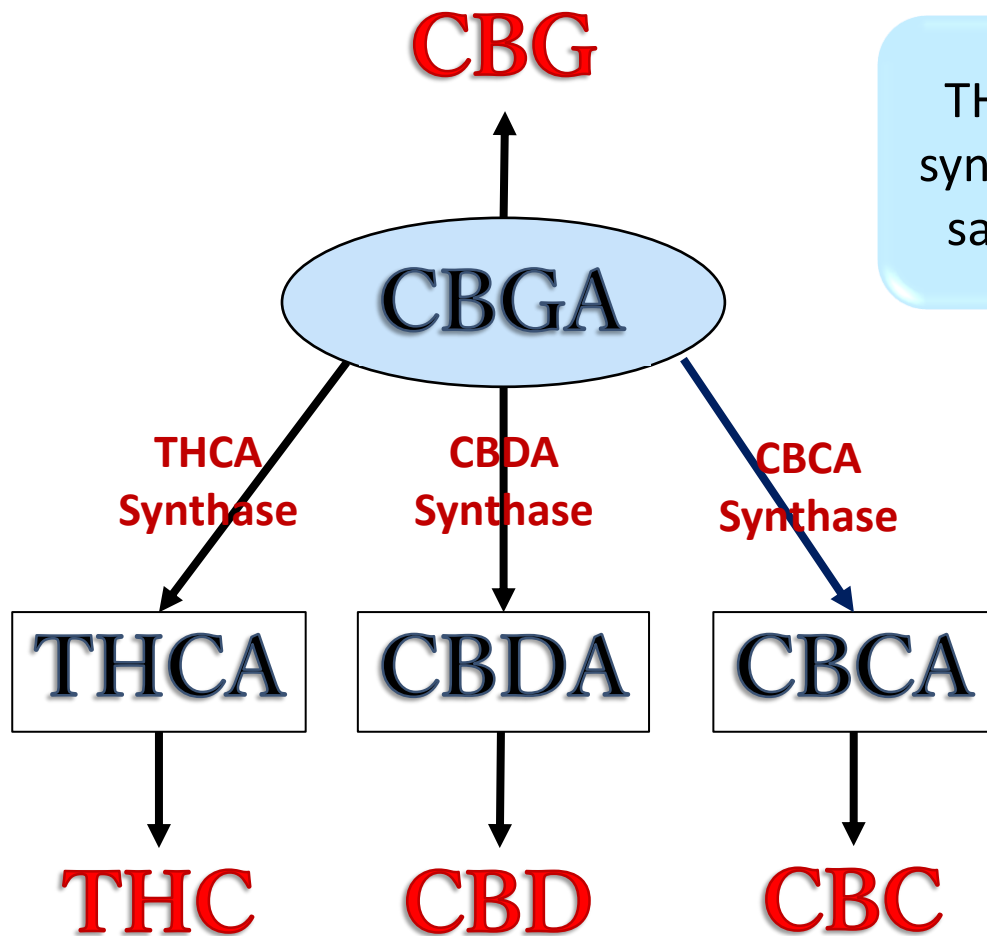 CBG
CBGA
THCA
Synthase
CBDA
Synthase
CBCA
Synthase
THCA
CBDA
CBCA
THC
CBD
CBC